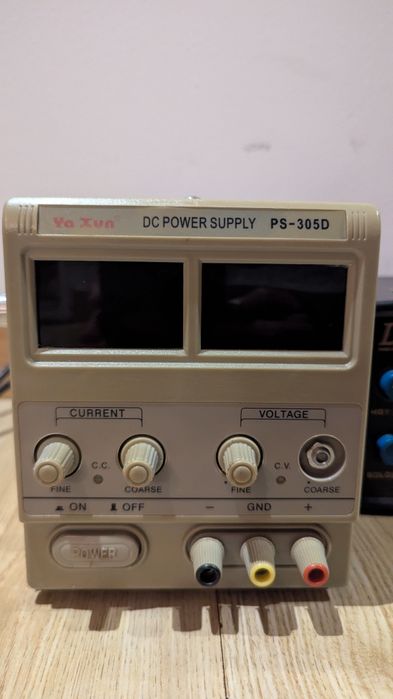 Ya Xun DC POWER SUPPLY PS-305D
CURRENT VOLTAGE
C.C. C.V.
FINE COARSE FINE COARSE
ON OFF - GND +
POWER